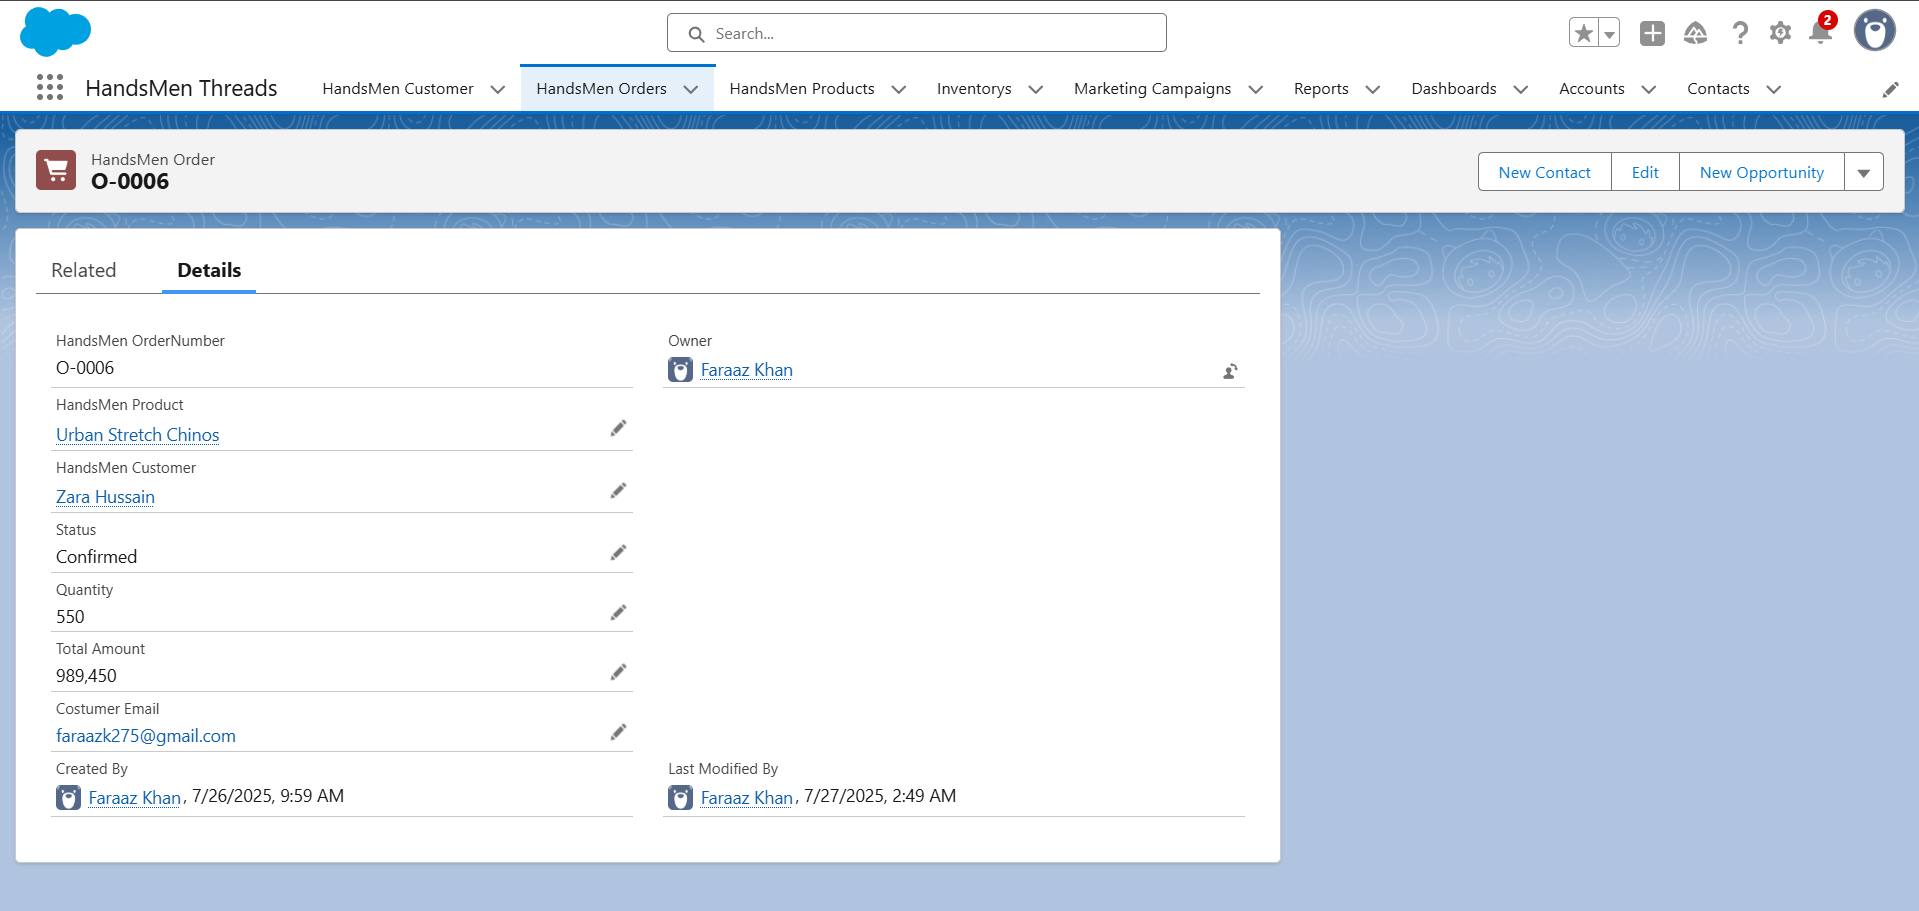 Search...
2
HandsMen Threads
HandsMen Customer
HandsMen Orders
HandsMen Products
Inventorys
Marketing Campaigns
Reports
Dashboards
Accounts
Contacts
HandsMen Order
O-0006
New Contact
Edit
New Opportunity
Related
Details
HandsMen OrderNumber
O-0006
Owner
Faraaz Khan
HandsMen Product
Urban Stretch Chinos
HandsMen Customer
Zara Hussain
Status
Confirmed
Quantity
550
Total Amount
989,450
Costumer Email
faraazk275@gmail.com
Created By
Faraaz Khan, 7/26/2025, 9:59 AM
Last Modified By
Faraaz Khan, 7/27/2025, 2:49 AM